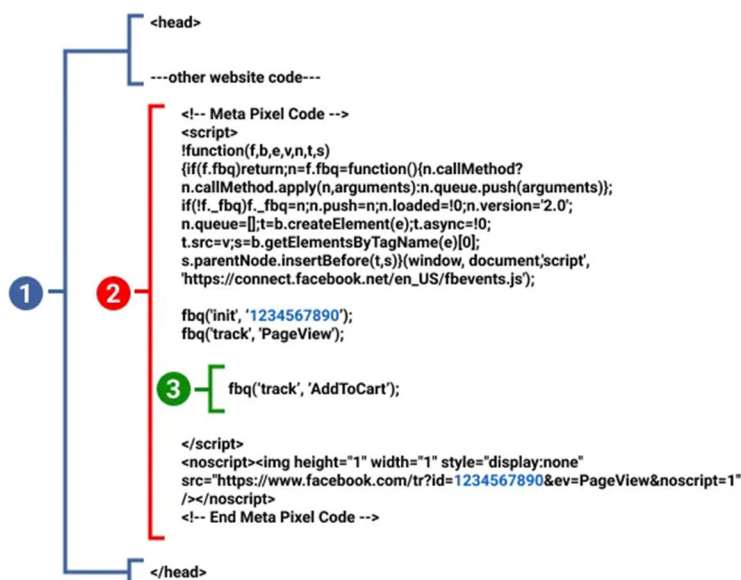 <head>
---other website code---
<!-- Meta Pixel Code -->
<script>
!function(f,b,e,v,n,t,s)
{if(f.fbq)return;n=f.fbq=function(){n.callMethod?
n.callMethod.apply(n,arguments):n.queue.push(arguments)};
if(!f._fbq)f._fbq=n;n.push=n;n.loaded=!0;n.version='2.0';
n.queue=[];t=b.createElement(e);t.async=!0;
t.src=v;s=b.getElementsByTagName(e)[0];
s.parentNode.insertBefore(t,s)}(window, document,'script',
'https://connect.facebook.net/en_US/fbevents.js');
1
2
fbq('init', '1234567890');
fbq('track', 'PageView');
3
fbq('track', 'AddToCart');
</script>
<noscript><img height="1" width="1" style="display:none"
src="https://www.facebook.com/tr?id=1234567890&ev=PageView&noscript=1"
/></noscript>
<!-- End Meta Pixel Code -->
</head>